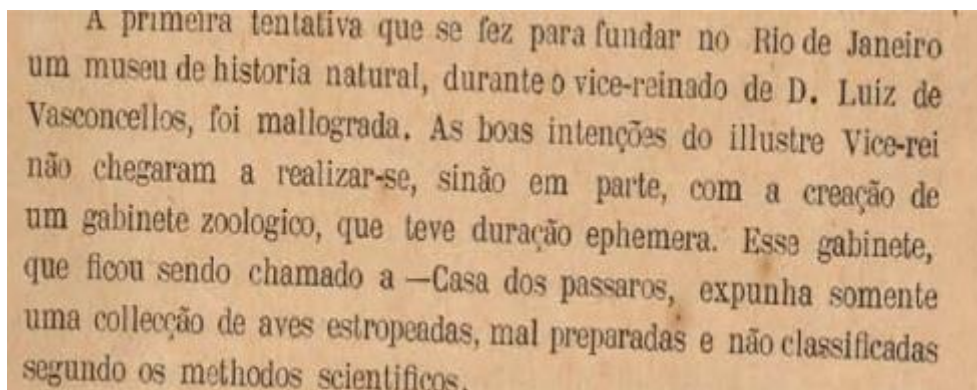 A primeira tentativa que se fez para fundar no Rio de Janeiro
um museu de historia natural, durante o vice-reinado de D. Luiz de
Vasconcellos, foi mallograda. As boas intenções do illustre Vice-rei
não chegaram a realizar-se, sinão em parte, com a creação de
um gabinete zoologico, que teve duração ephemera. Esse gabinete,
que ficou sendo chamado a —Casa dos passaros, expunha somente
uma collecção de aves estropeadas, mal preparadas e não classificadas
segundo os methodos scientificos.